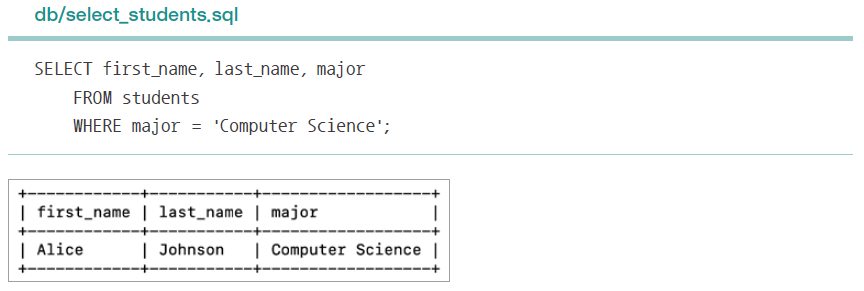 db/select_students.sql
SELECT first_name, last_name, major
    FROM students
    WHERE major = 'Computer Science';
+------------+-----------+------------------+
| first_name | last_name | major            |
+------------+-----------+------------------+
| Alice      | Johnson   | Computer Science |
+------------+-----------+------------------+